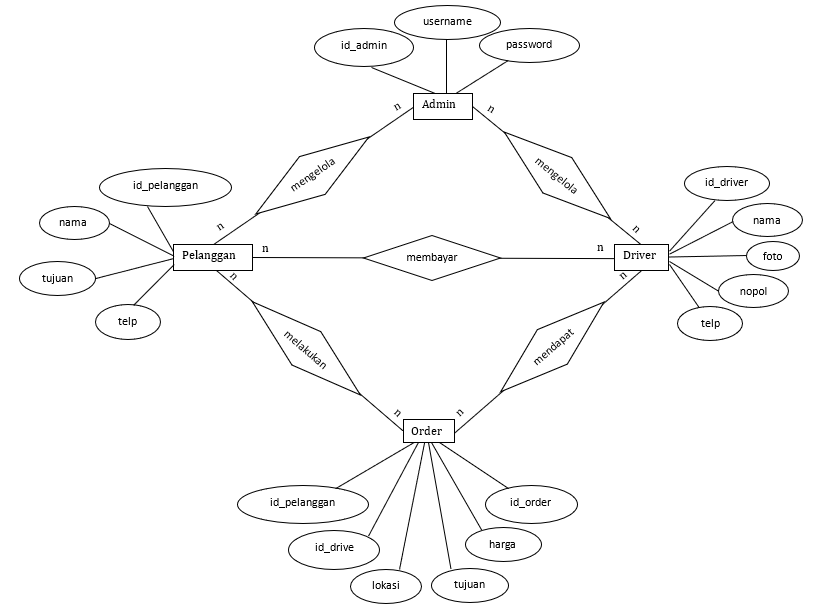 username
id_admin
password
Admin
n
n
mengelola
mengelola
id_pelanggan
id_driver
nama
nama
n
n
Pelanggan
n
membayar
n
Driver
foto
tujuan
n
n
nopol
telp
telp
melakukan
mendapat
n
n
Order
id_pelanggan
id_order
id_drive
harga
lokasi
tujuan